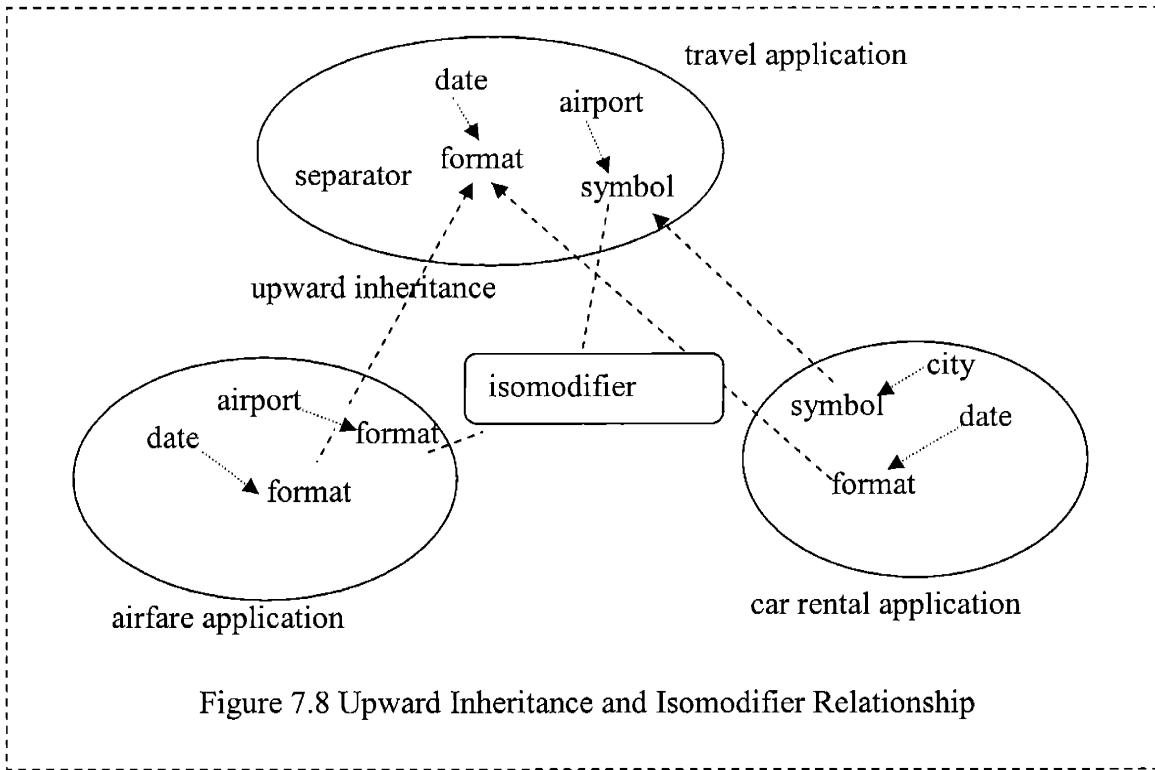 travel application
date
airport
format
separator
symbol
upward inheritance
isomodifier
city
airport
symbol
date
date
format
format
format
airfare application
car rental application
Figure 7.8 Upward Inheritance and Isomodifier Relationship